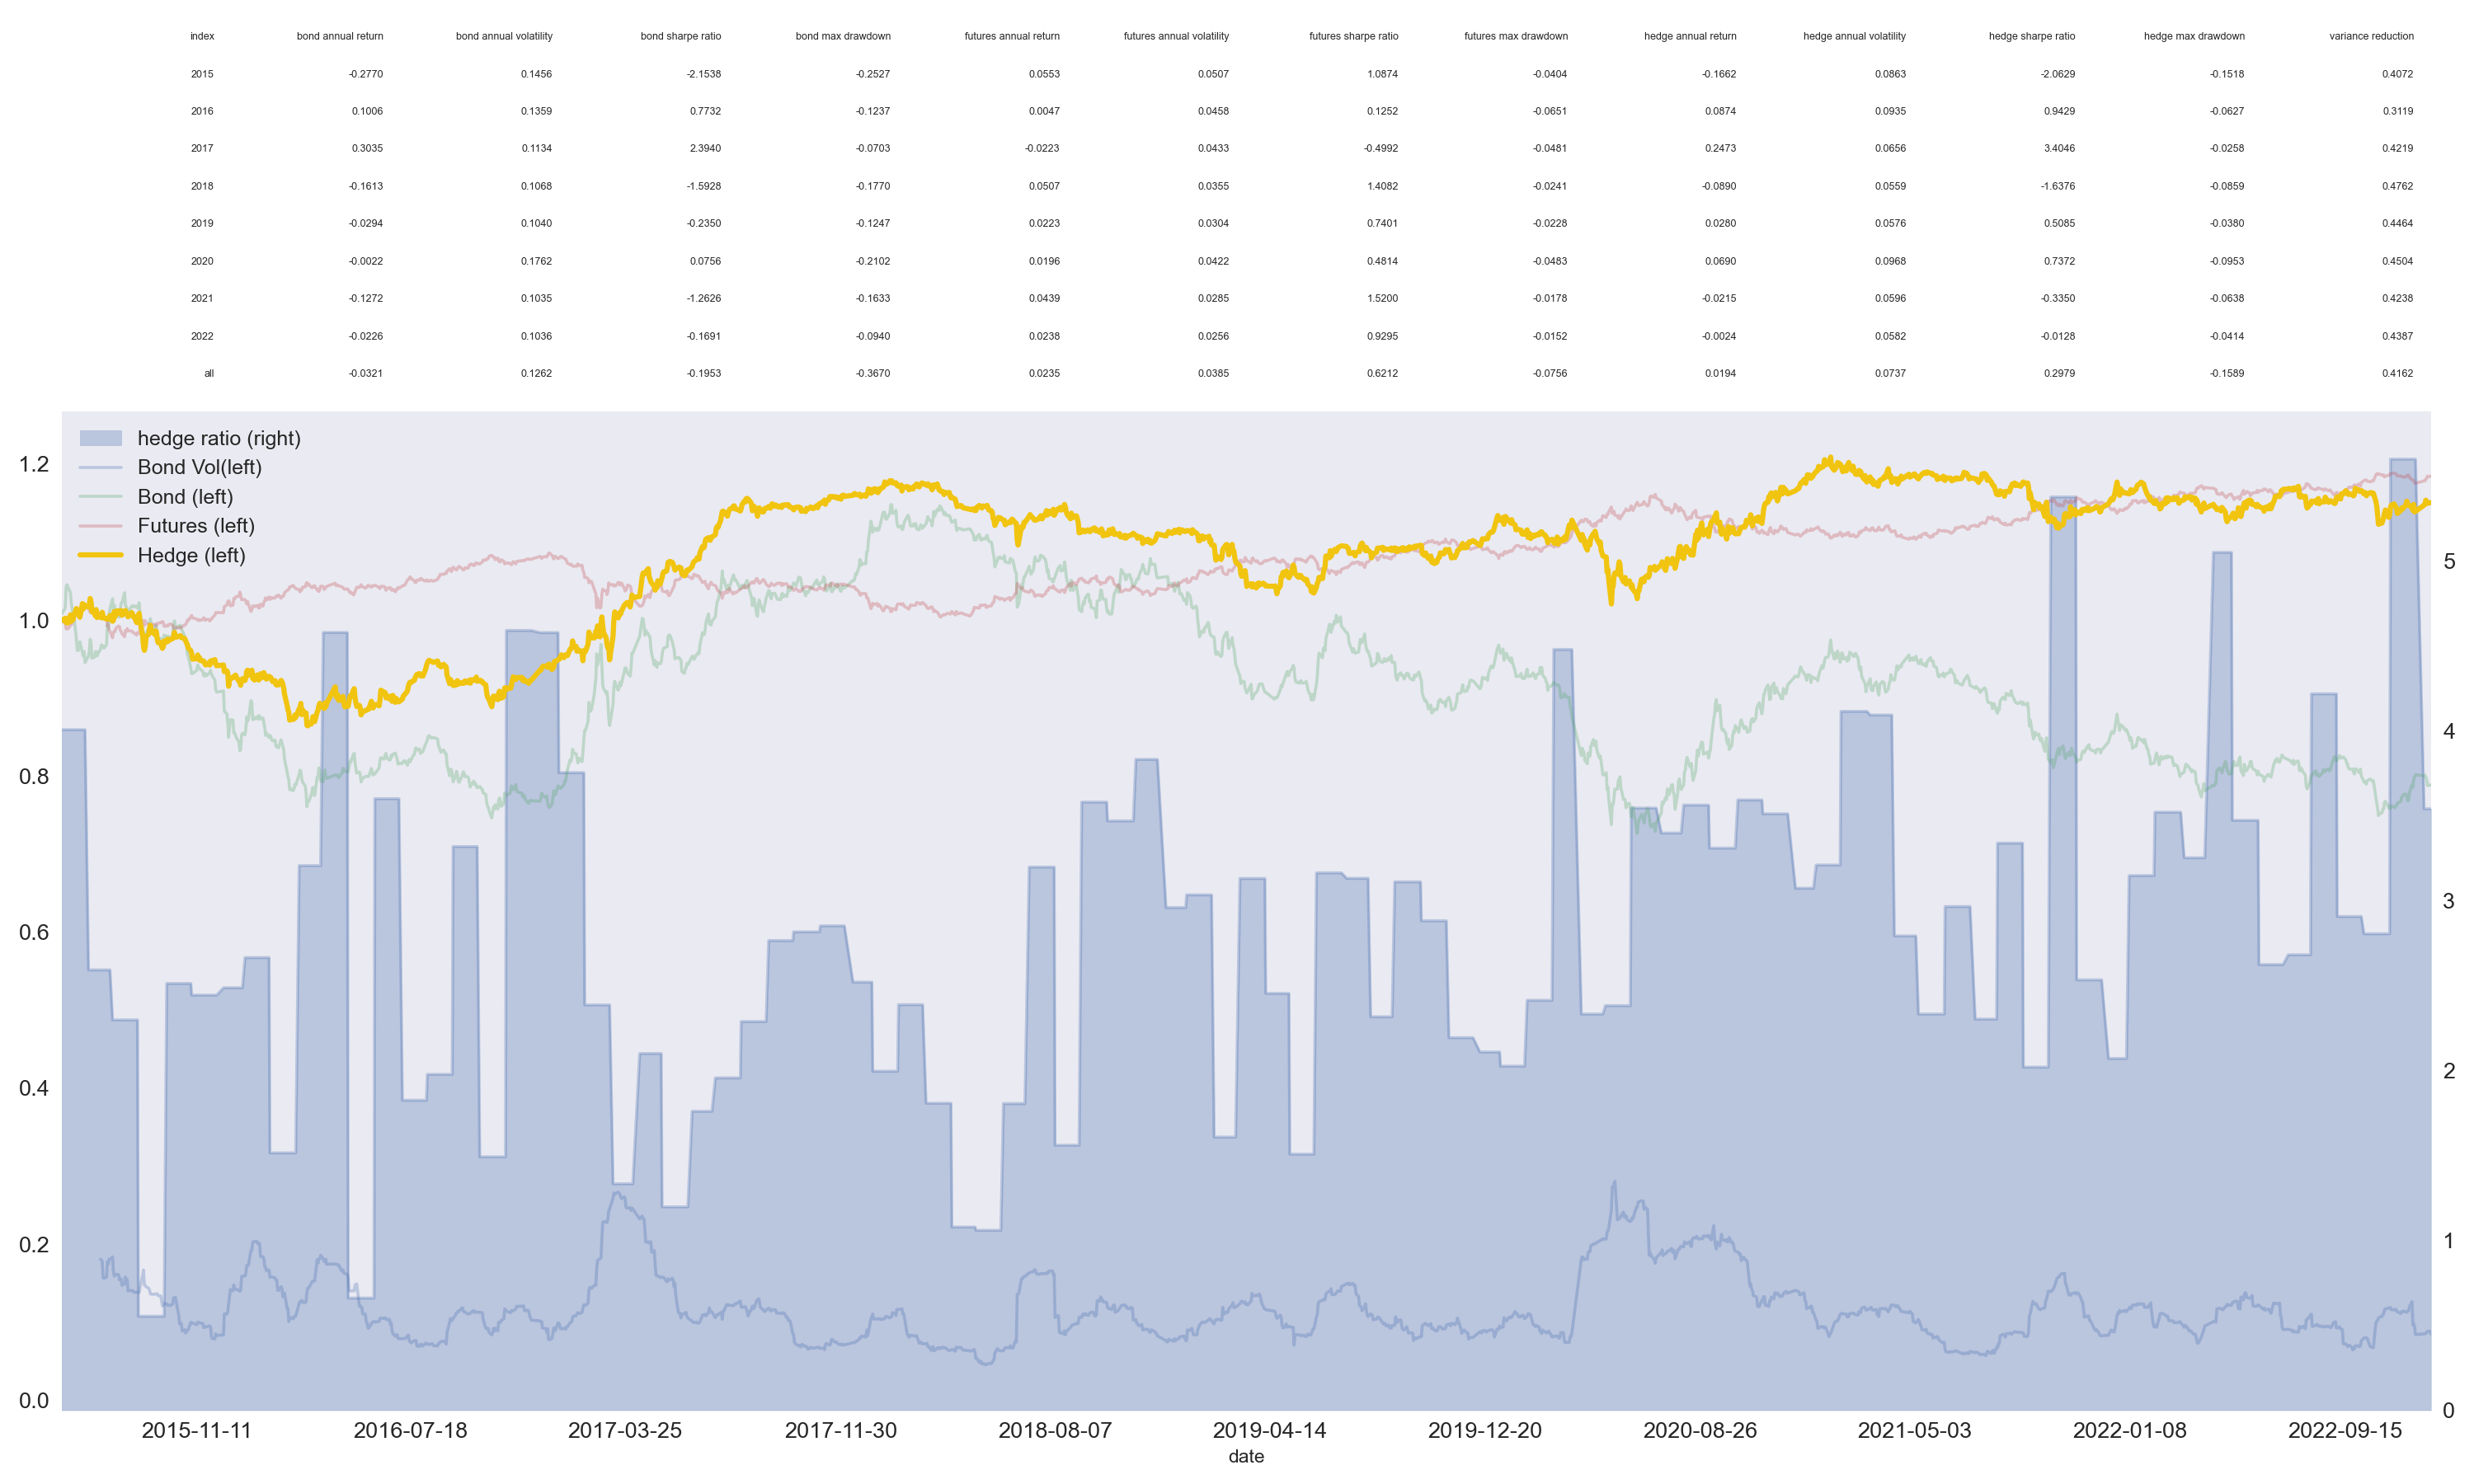 index bond annual return bond annual volatility bond sharpe ratio bond max drawdown futures annual return futures annual volatility futures sharpe ratio futures max drawdown hedge annual return hedge annual volatility hedge sharpe ratio hedge max drawdown variance reduction
2015 -0.2770 0.1456 -2.1538 -0.2527 0.0553 0.0507 1.0874 -0.0404 -0.1662 0.0863 -2.0629 -0.1518 0.4072
2016 0.1006 0.1359 0.7732 -0.1237 0.0047 0.0458 0.1252 -0.0651 0.0874 0.0935 0.9429 -0.0627 0.3119
2017 0.3035 0.1134 2.3940 -0.0703 -0.0223 0.0433 -0.4992 -0.0481 0.2473 0.0656 3.4046 -0.0258 0.4219
2018 -0.1613 0.1068 -1.5928 -0.1770 0.0507 0.0355 1.4082 -0.0241 -0.0890 0.0559 -1.6376 -0.0859 0.4762
2019 -0.0294 0.1040 -0.2350 -0.1247 0.0223 0.0304 0.7401 -0.0228 0.0280 0.0576 0.5085 -0.0380 0.4464
2020 -0.0022 0.1762 0.0756 -0.2102 0.0196 0.0422 0.4814 -0.0483 0.0690 0.0968 0.7372 -0.0953 0.4504
2021 -0.1272 0.1035 -1.2626 -0.1633 0.0439 0.0285 1.5200 -0.0178 -0.0215 0.0596 -0.3350 -0.0638 0.4238
2022 -0.0226 0.1036 -0.1691 -0.0940 0.0238 0.0256 0.9295 -0.0152 -0.0024 0.0582 -0.0128 -0.0414 0.4387
all -0.0321 0.1262 -0.1953 -0.3670 0.0235 0.0385 0.6212 -0.0756 0.0194 0.0737 0.2979 -0.1589 0.4162
hedge ratio (right)
Bond Vol(left)
Bond (left)
Futures (left)
Hedge (left)
1.2
1.0
0.8
0.6
0.4
0.2
0.0
5
4
3
2
1
0
2015-11-11 2016-07-18 2017-03-25 2017-11-30 2018-08-07 2019-04-14 2019-12-20 2020-08-26 2021-05-03 2022-01-08 2022-09-15
date